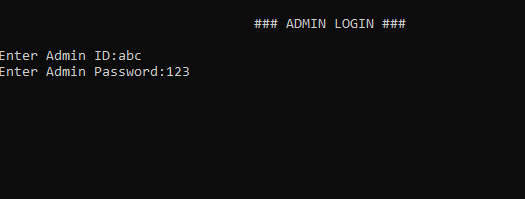 ### ADMIN LOGIN ###
Enter Admin ID:abc
Enter Admin Password:123